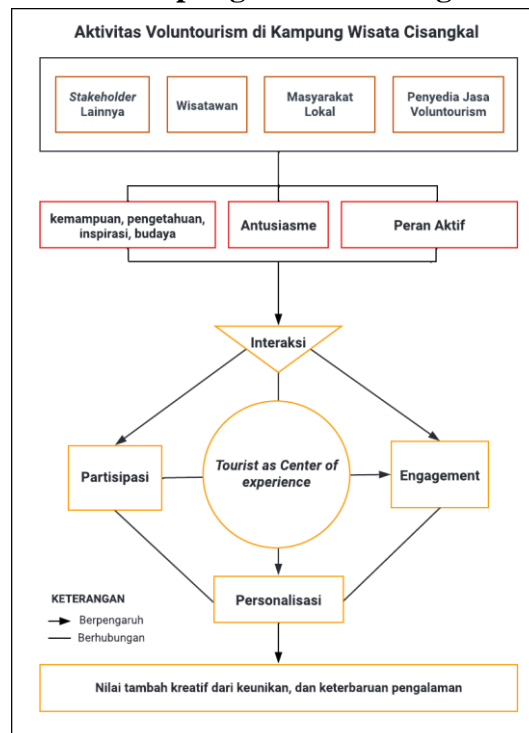 Aktivitas Voluntourism di Kampung Wisata Cisangkal
Stakeholder
Lainnya
Wisatawan
Masyarakat
Lokal
Penyedia Jasa
Voluntourism
kemampuan, pengetahuan,
inspirasi, budaya
Antusiasme
Peran Aktif
Interaksi
Partisipasi
Tourist as Center of
experience
Engagement
Personalisasi
KETERANGAN
Berpengaruh
Berhubungan
Nilai tambah kreatif dari keunikan, dan keterbaruan pengalaman